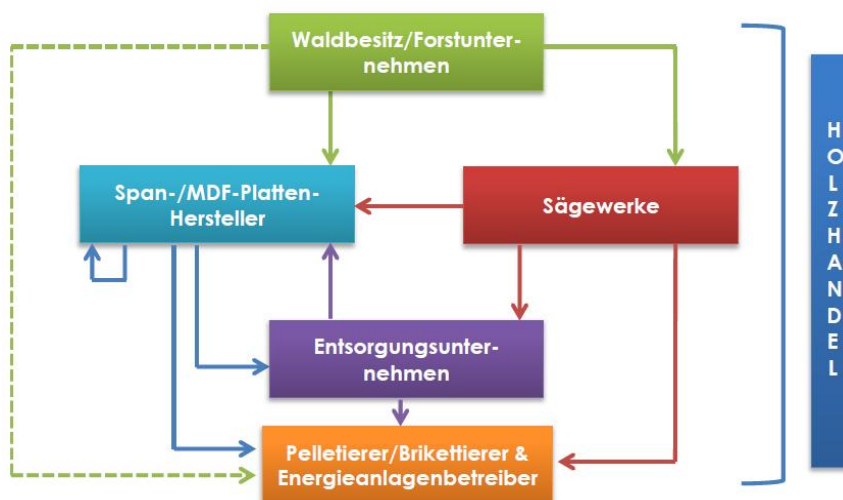 Waldbesitz/Forstunter-
nehmen
Span-/MDF-Platten-
Hersteller
Sägewerke
Entsorgungsunter-
nehmen
Pelletierer/Brikettierer &
Energieanlagenbetreiber
H
O
L
Z
H
A
N
D
E
L